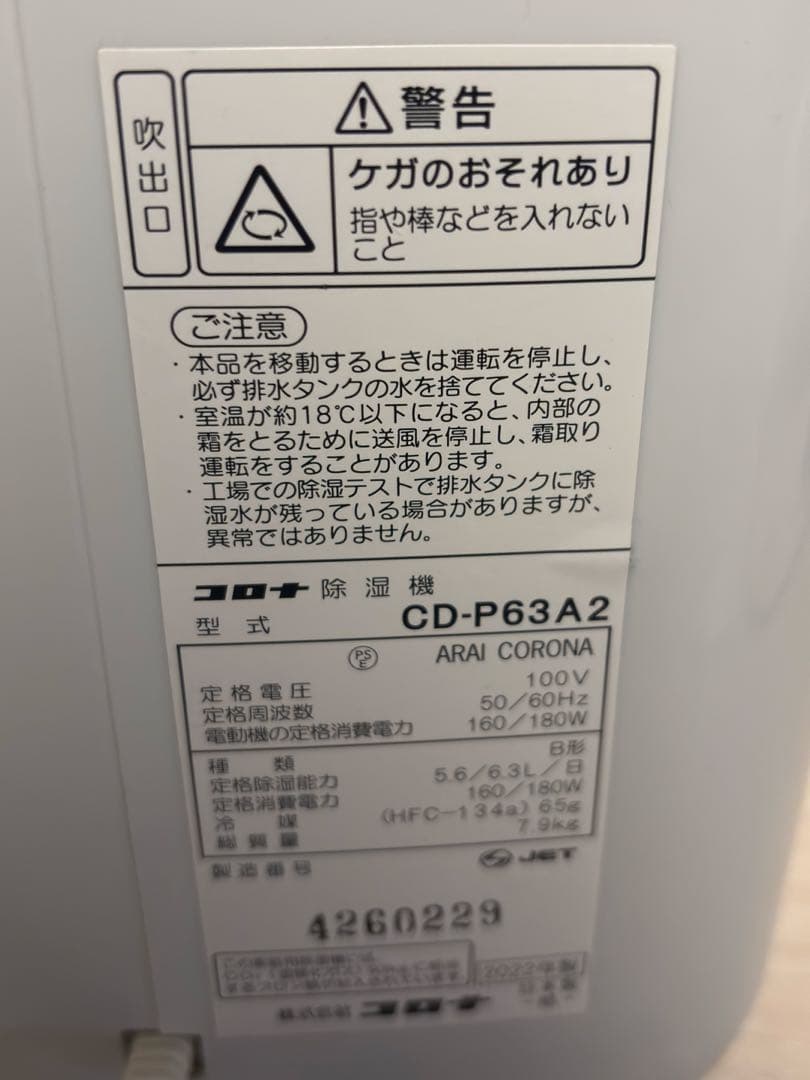 吹出口
警告
ケガのおそれあり
指や棒などを入れない
こと
ご注意
・本品を移動するときは運転を停止し、
必ず排水タンクの水を捨ててください。
・室温が約18℃以下になると、内部の
霜をとるために送風を停止し、霜取り
運転をすることがあります。
・工場での除湿テストで排水タンクに除
湿水が残っている場合がありますが、
異常ではありません。
コロナ 除湿機
型式 CD-P63A2
PSE ARAI CORONA
定格電圧 100V
定格周波数 50/60Hz
電動機の定格消費電力 160/180W
種類 B形
定格除湿能力 5.6/6.3L/日
定格消費電力 160/180W
冷媒 (HFC-134a) 65g
総質量 7.9kg
JET
製造番号
4260229
2022年製
コロナ